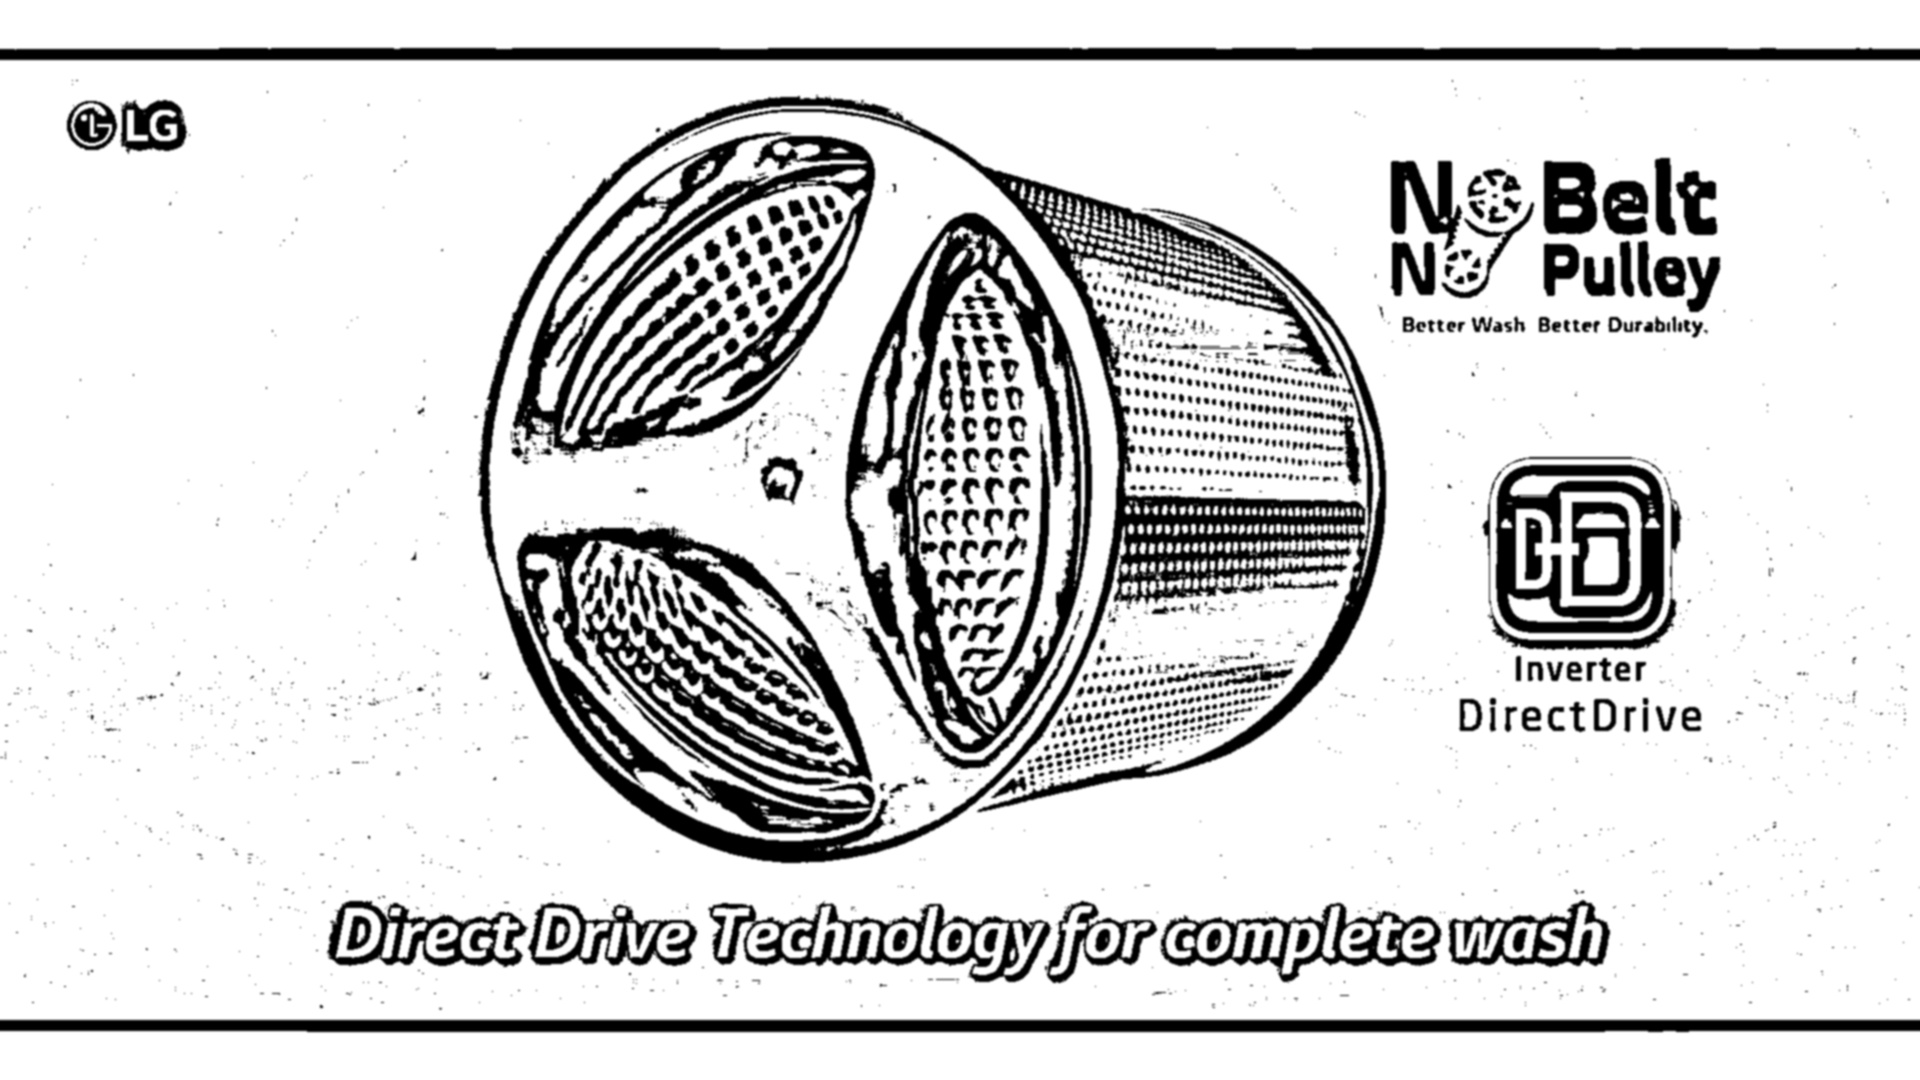 LG
No Belt
No Pulley
Better Wash Better Durability.
DD
Inverter
DirectDrive
Direct Drive Technology for complete wash